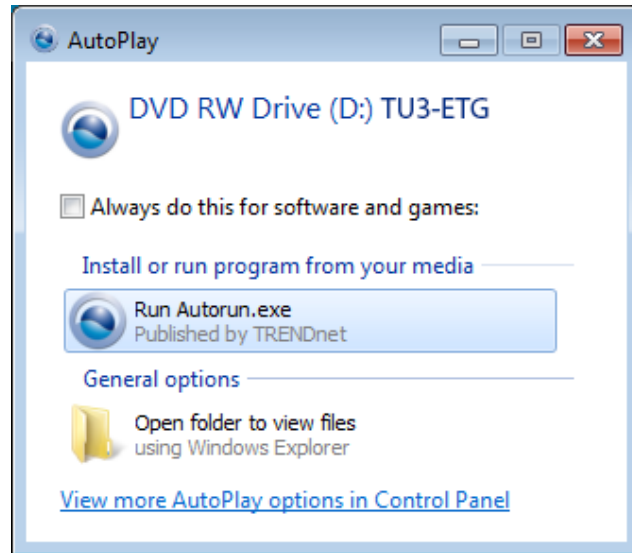 AutoPlay
DVD RW Drive (D:) TU3-ETG
Always do this for software and games:
Install or run program from your media
Run Autorun.exe
Published by TRENDnet
General options
Open folder to view files
using Windows Explorer
View more AutoPlay options in Control Panel